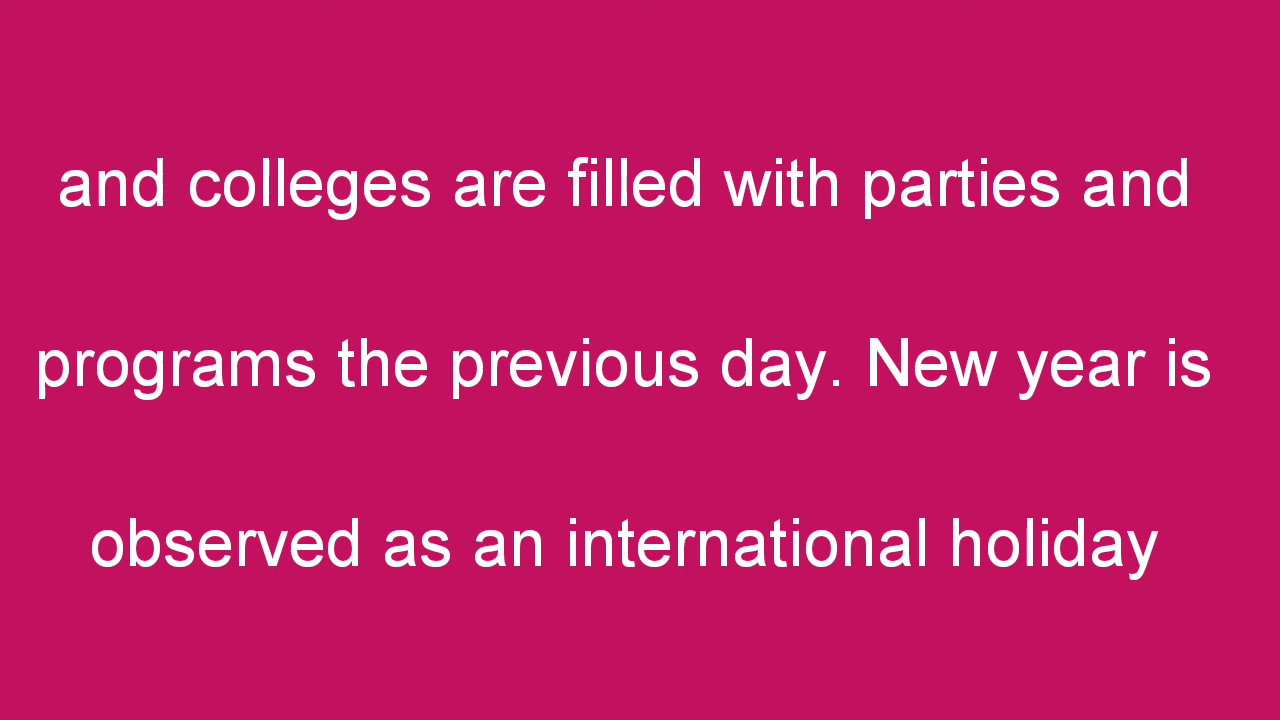 and colleges are filled with parties and
programs the previous day. New year is
observed as an international holiday